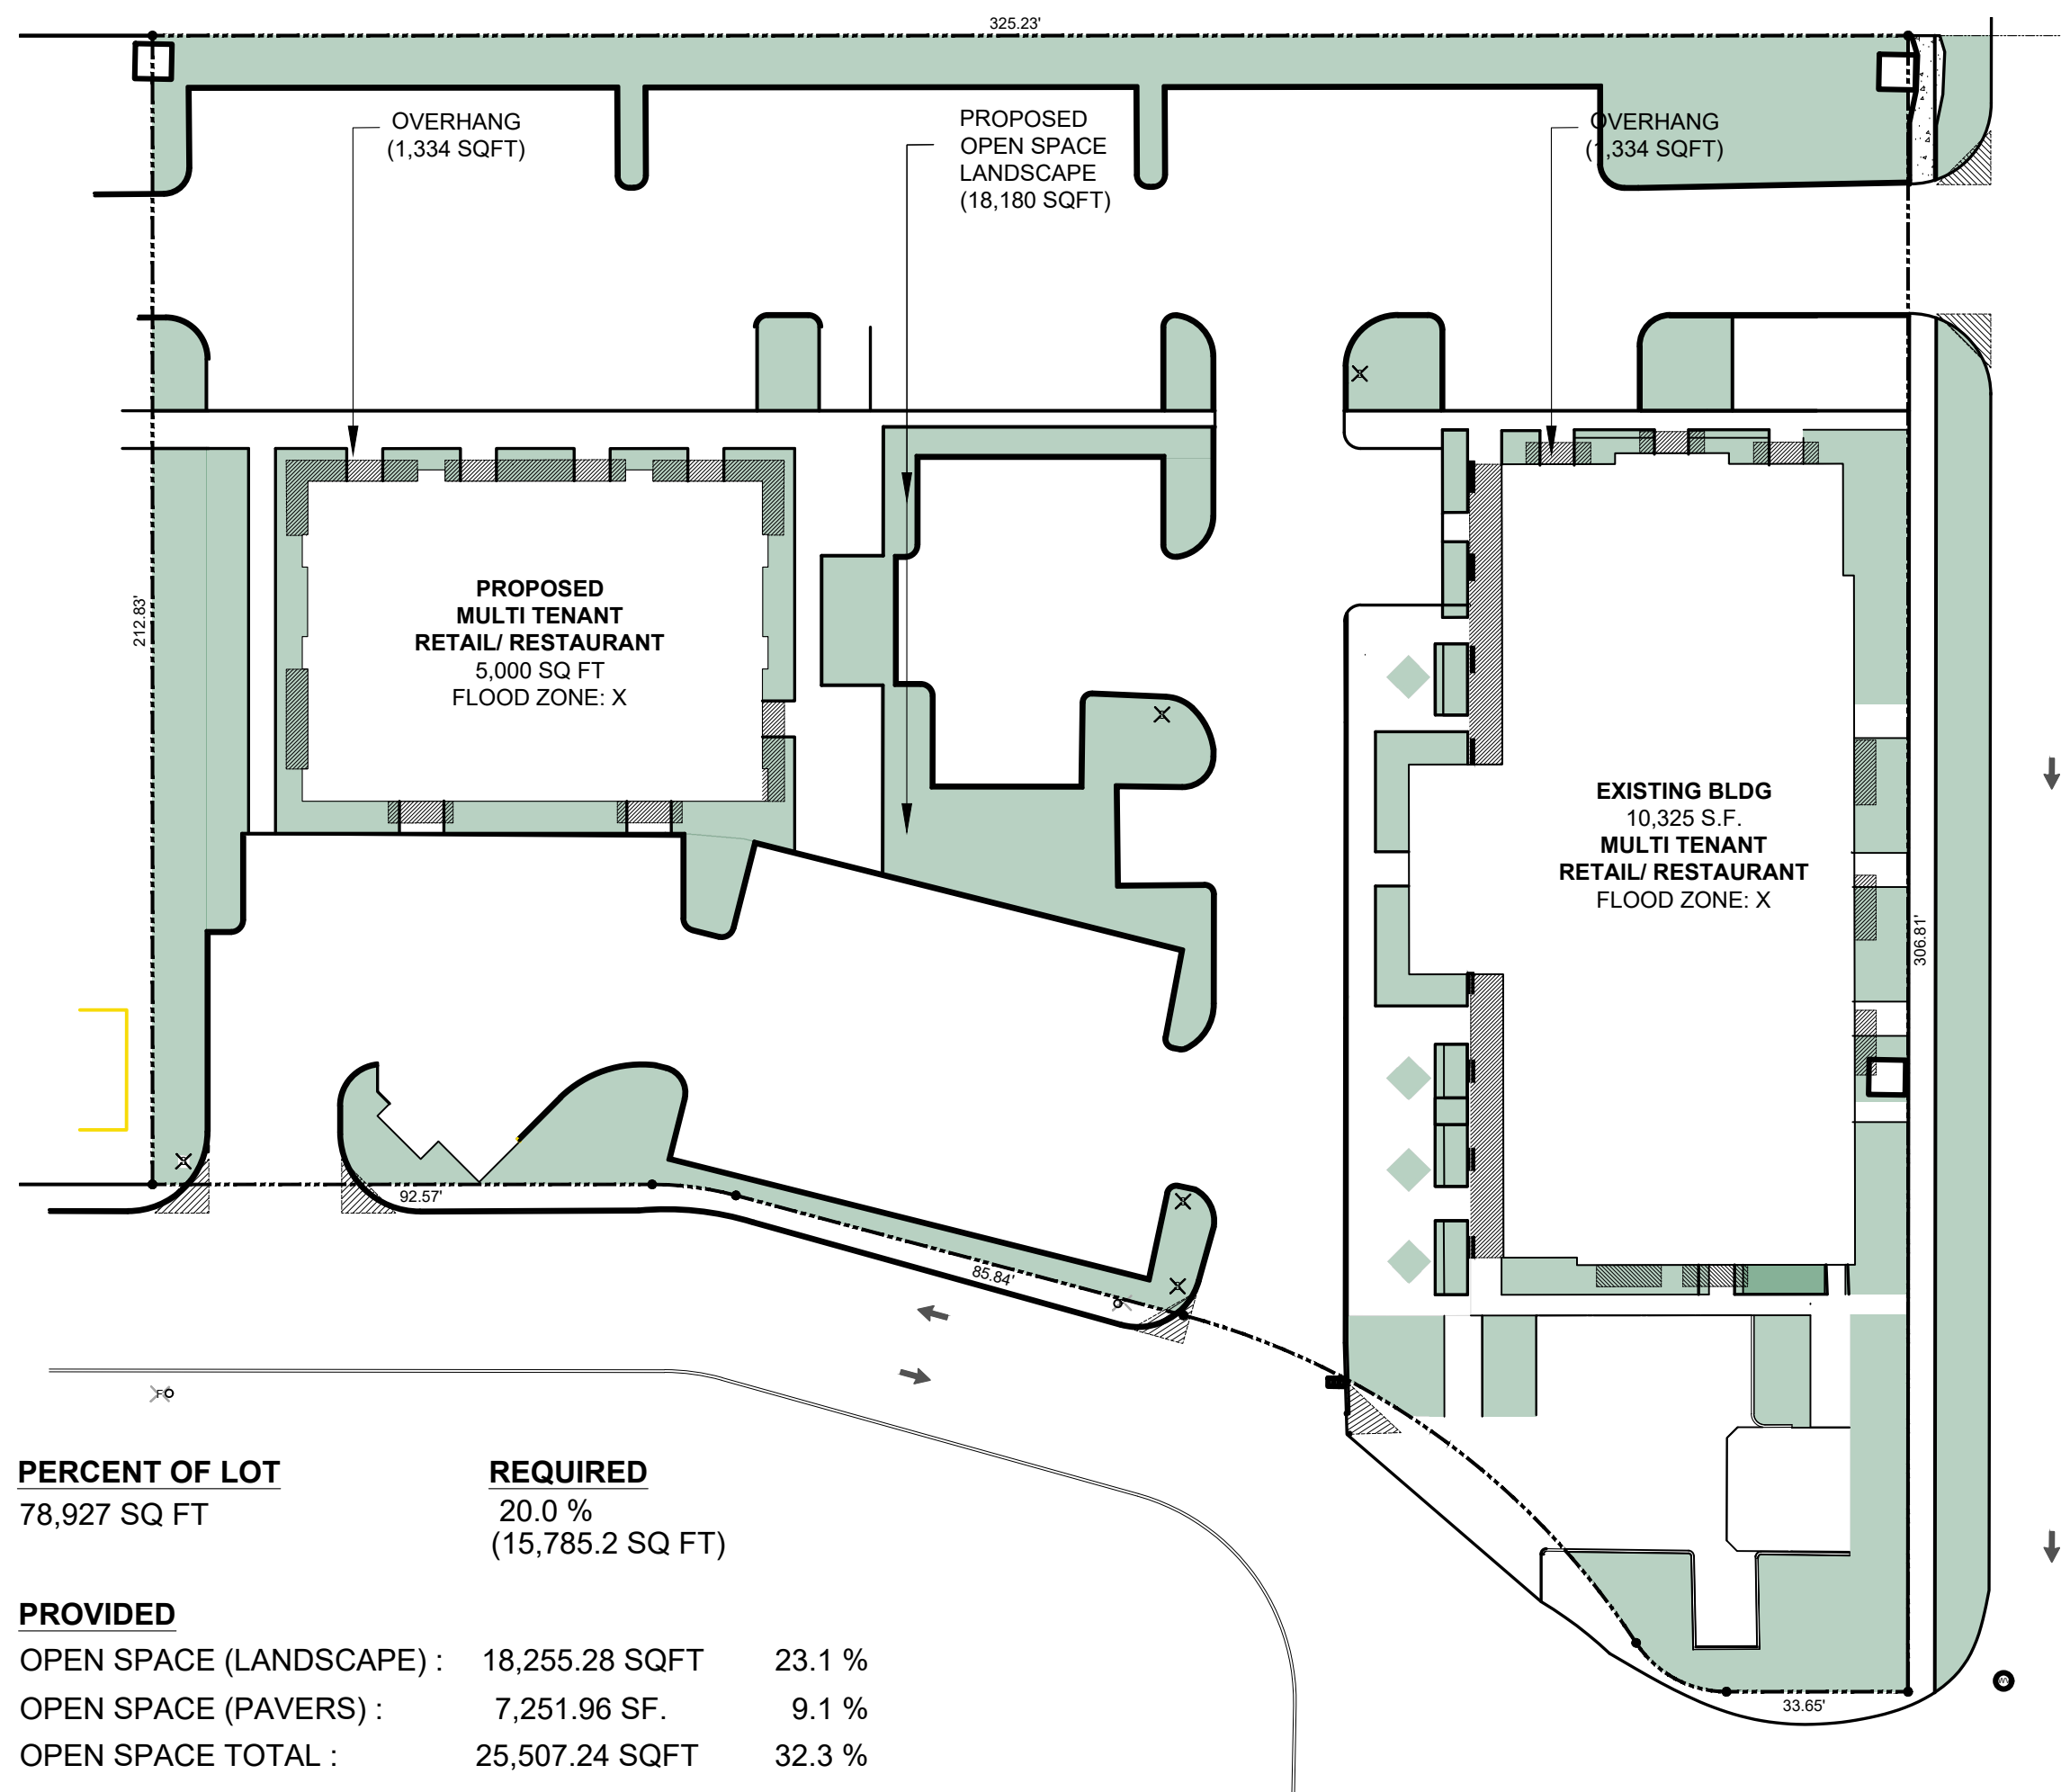 325.23'
OVERHANG
(1,334 SQFT)
PROPOSED
OPEN SPACE
LANDSCAPE
(18,180 SQFT)
OVERHANG
(1,334 SQFT)
212.83'
PROPOSED
MULTI TENANT
RETAIL/ RESTAURANT
5,000 SQ FT
FLOOD ZONE: X
EXISTING BLDG
10,325 S.F.
MULTI TENANT
RETAIL/ RESTAURANT
FLOOD ZONE: X
306.81'
92.57'
85.84'
33.65'
PERCENT OF LOT
78,927 SQ FT
REQUIRED
20.0 %
(15,785.2 SQ FT)
PROVIDED
OPEN SPACE (LANDSCAPE) : 18,255.28 SQFT 23.1 %
OPEN SPACE (PAVERS) : 7,251.96 SF. 9.1 %
OPEN SPACE TOTAL : 25,507.24 SQFT 32.3 %